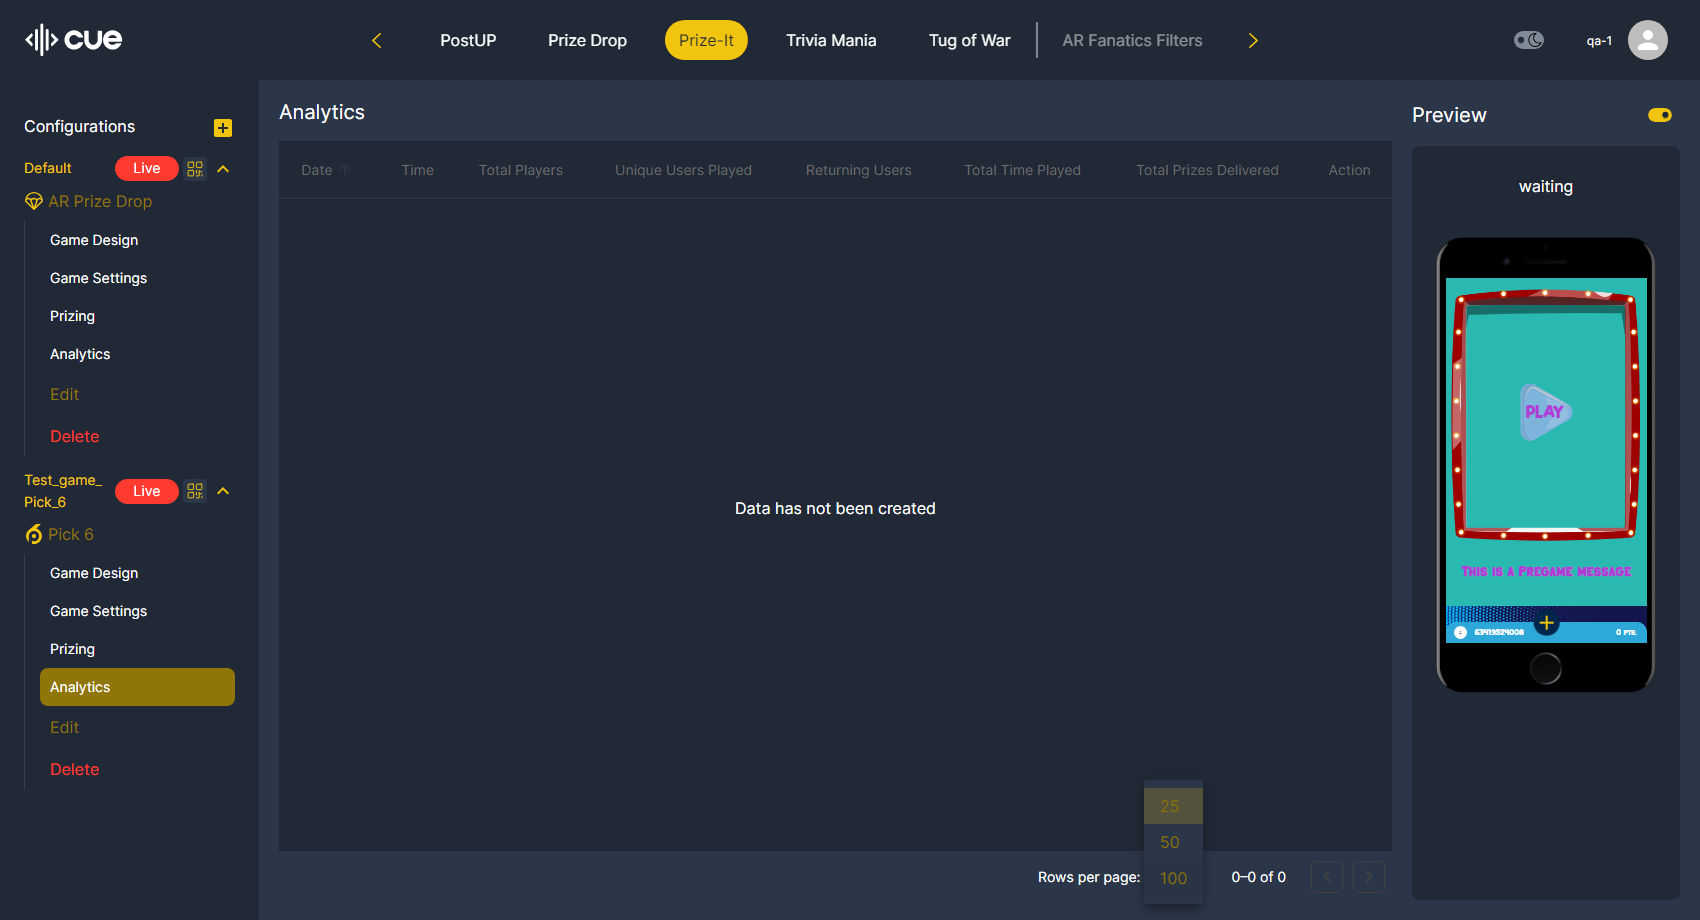 cue
PostUP
Prize Drop
Prize-It
Trivia Mania
Tug of War
AR Fanatics Filters
qa-1
Configurations
Default
Live
AR Prize Drop
Game Design
Game Settings
Prizing
Analytics
Edit
Delete
Test_game_
Pick_6
Live
Pick 6
Game Design
Game Settings
Prizing
Analytics
Edit
Delete
Analytics
Date Time Total Players Unique Users Played Returning Users Total Time Played Total Prizes Delivered Action
Data has not been created
25
50
100
Rows per page:
0–0 of 0
Preview
waiting
PLAY
This is a Pregame message
63419524008
0 PTS.